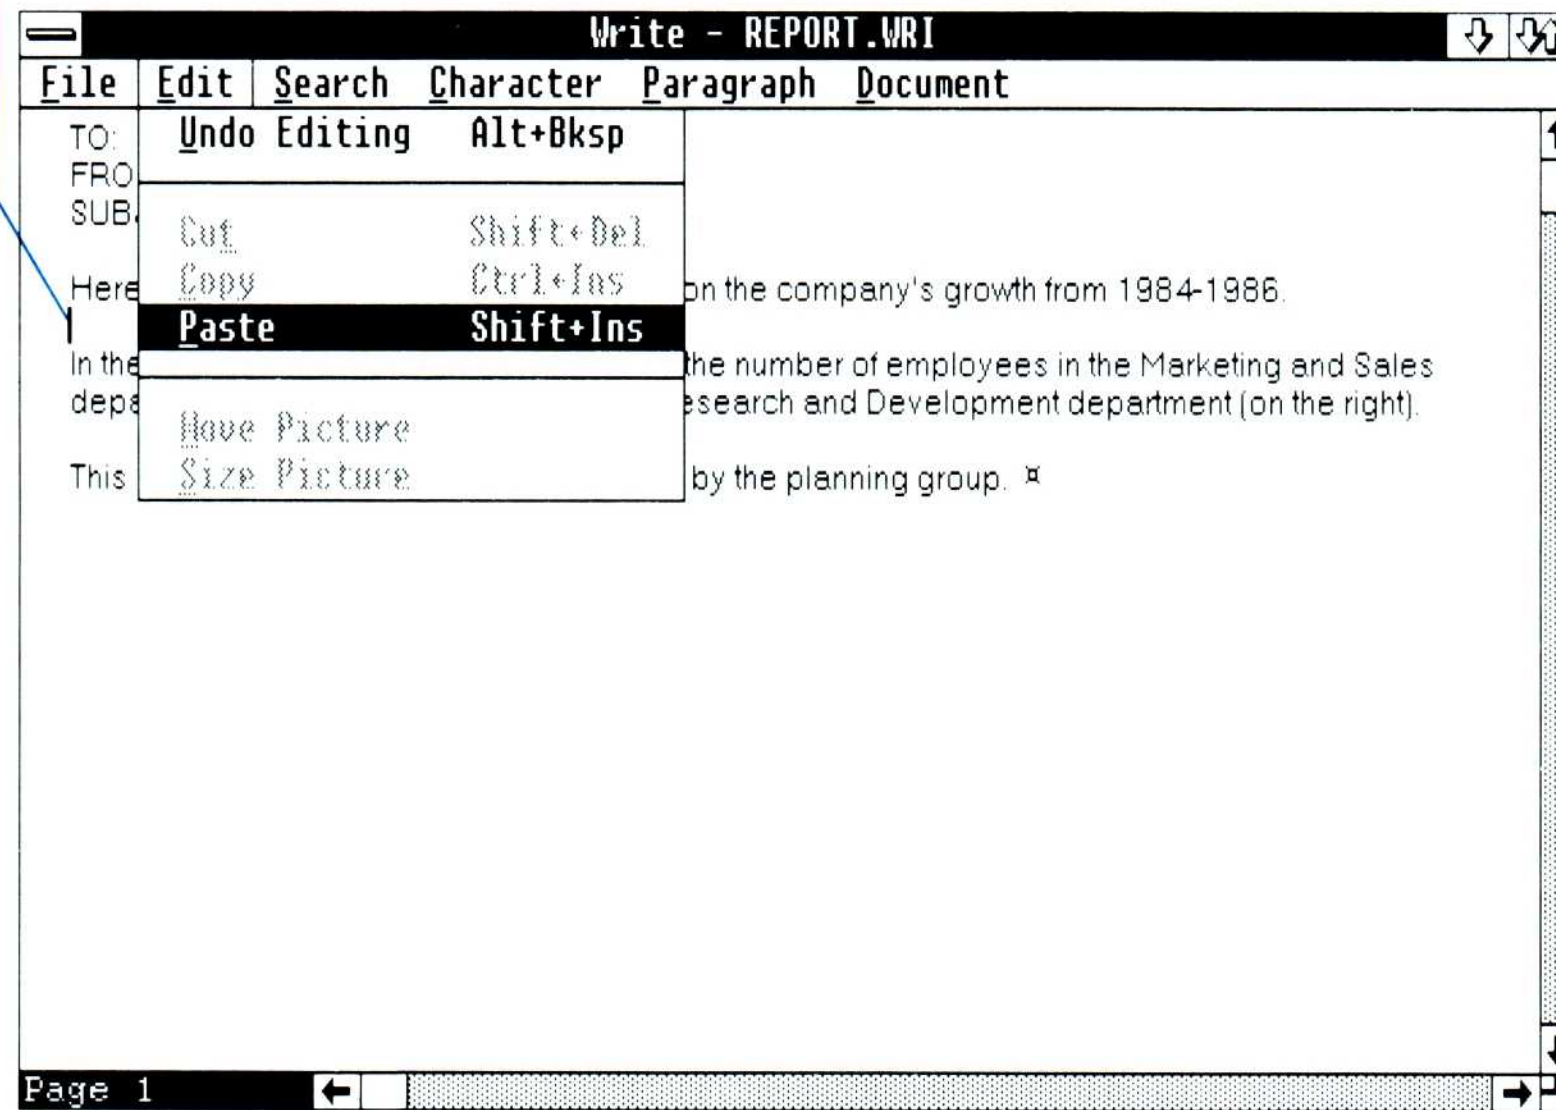 Write - REPORT.WRI
File Edit Search Character Paragraph Document
TO:
FRO
SUB
Undo Editing Alt+Bksp
Cut Shift+Del
Copy Ctrl+Ins
Paste Shift+Ins
Move Picture
Size Picture
Here on the company's growth from 1984-1986.
In the the number of employees in the Marketing and Sales
depa esearch and Development department (on the right).
This by the planning group. ¤
Page 1